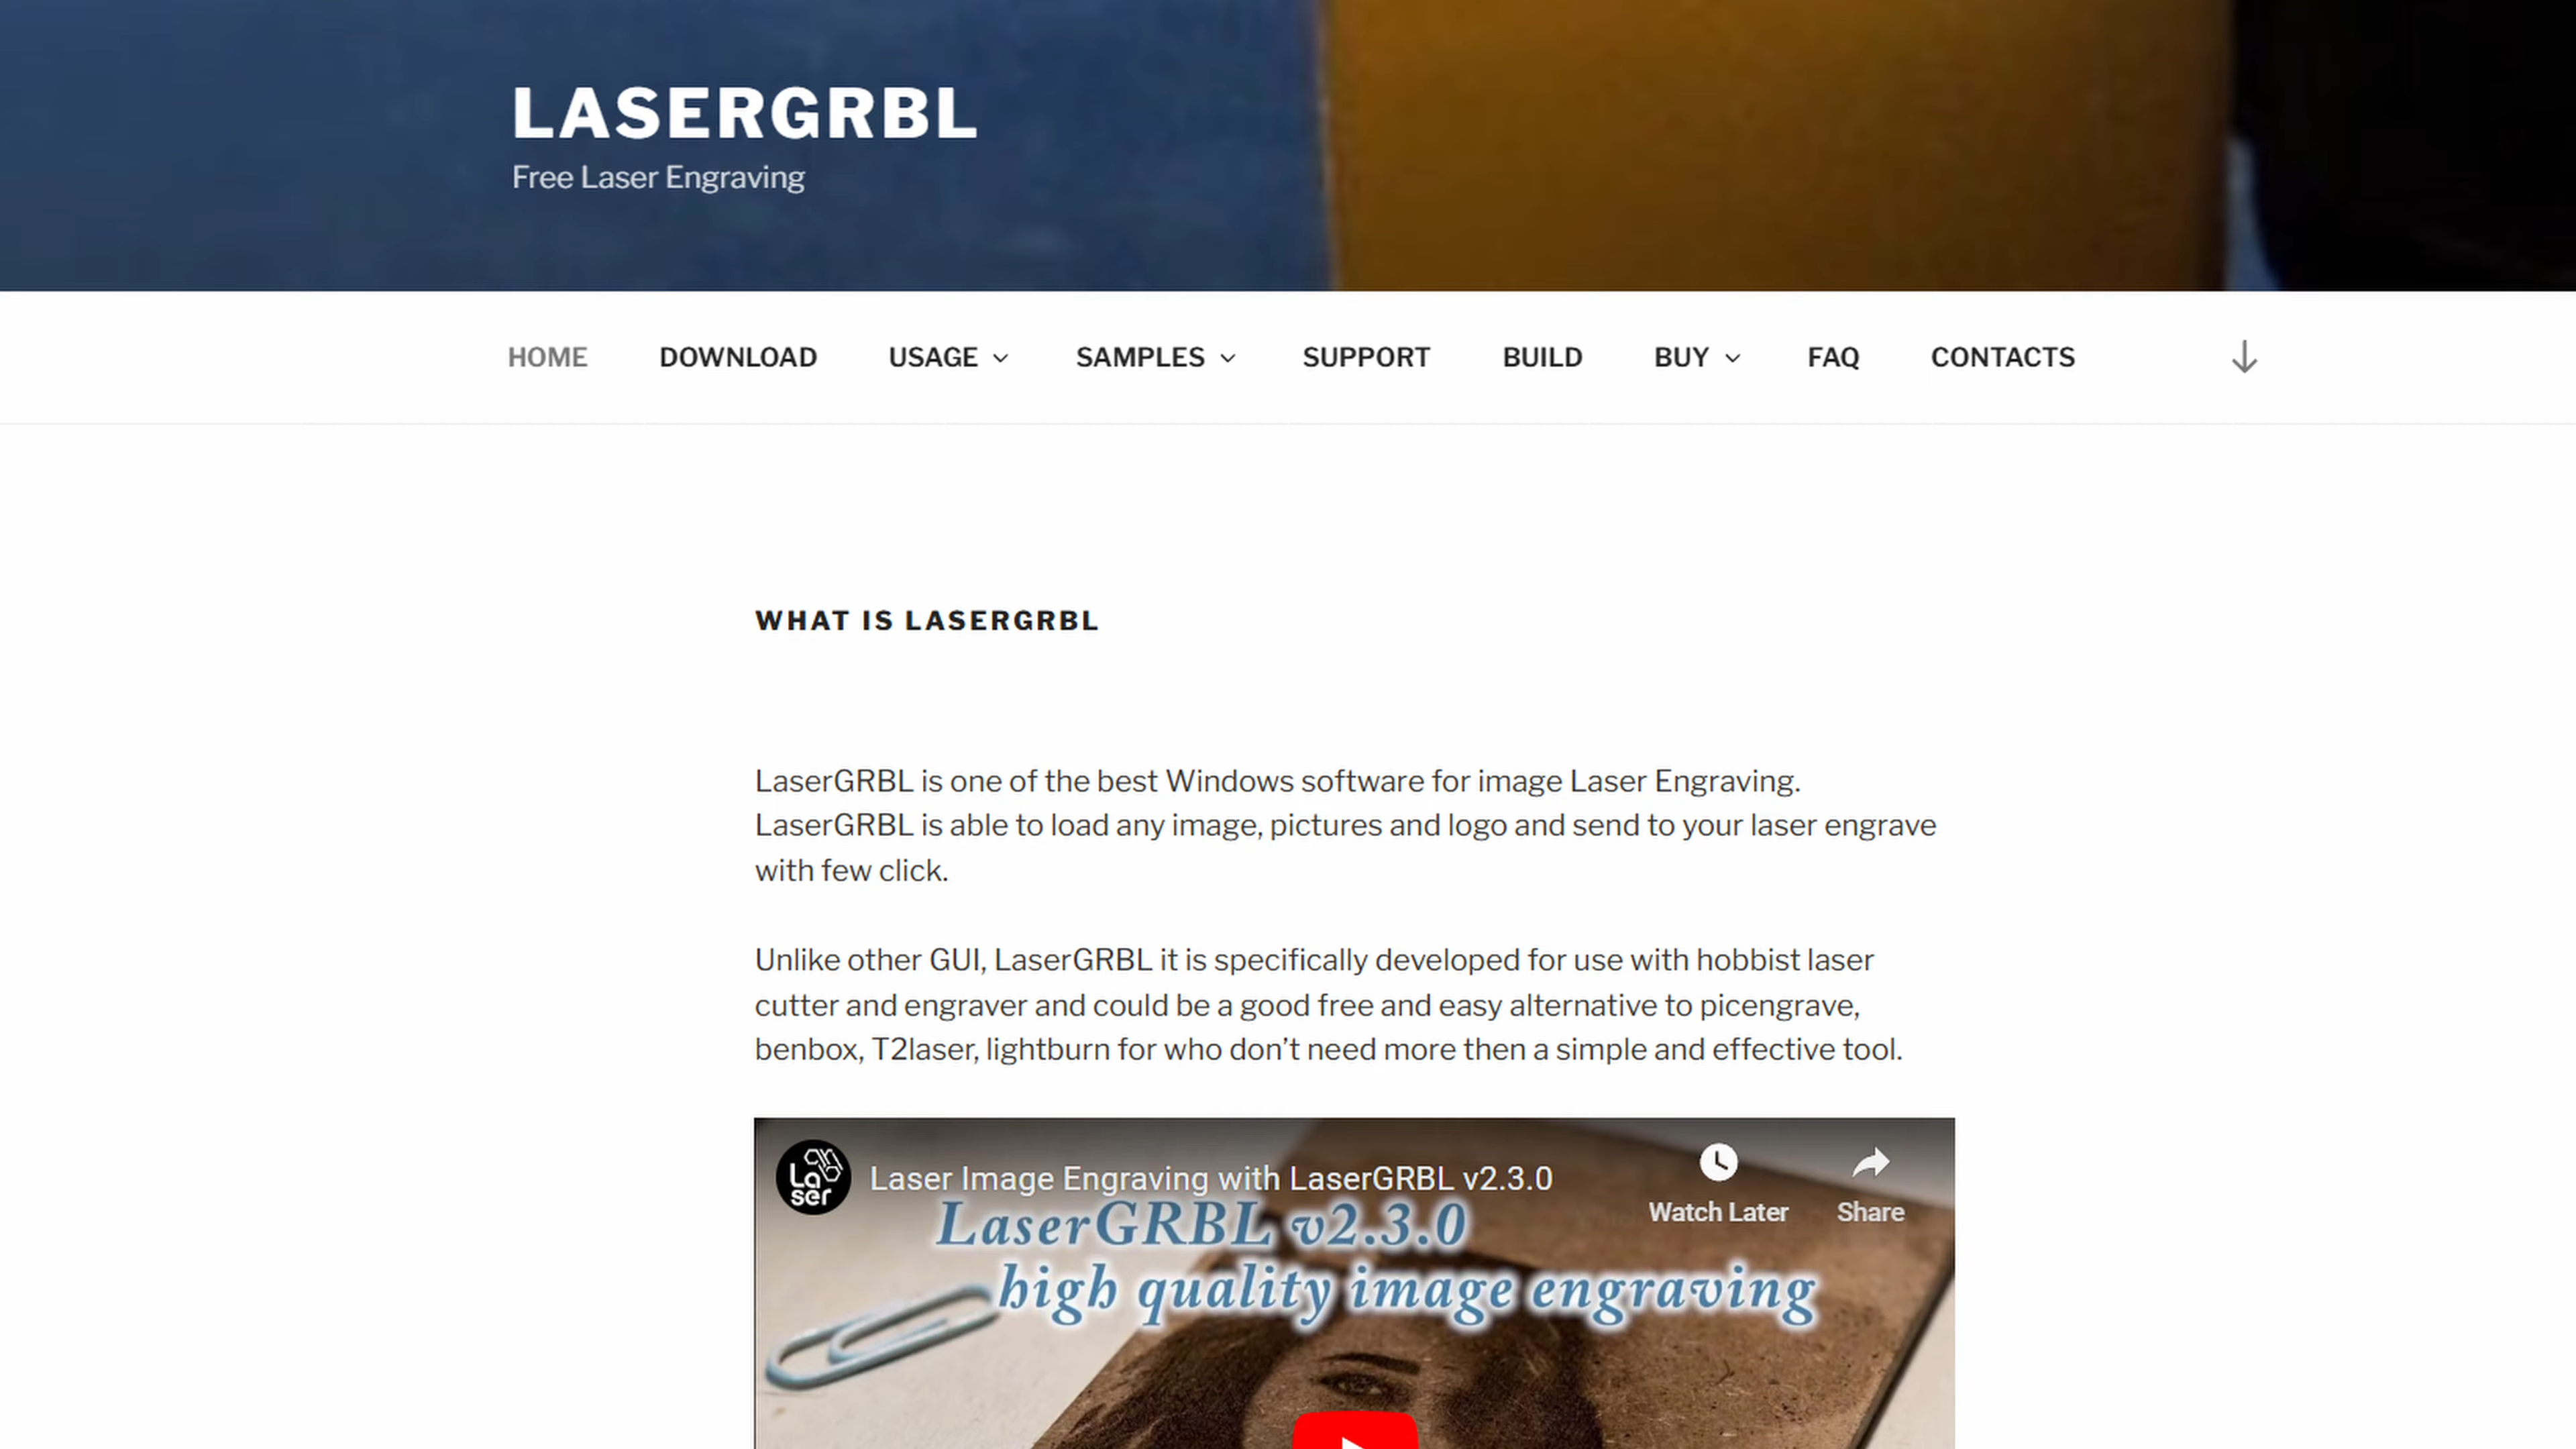 LASERGRBL
Free Laser Engraving
HOME DOWNLOAD USAGE SAMPLES SUPPORT BUILD BUY FAQ CONTACTS
WHAT IS LASERGRBL
LaserGRBL is one of the best Windows software for image Laser Engraving.
LaserGRBL is able to load any image, pictures and logo and send to your laser engrave
with few click.
Unlike other GUI, LaserGRBL it is specifically developed for use with hobbist laser
cutter and engraver and could be a good free and easy alternative to picengrave,
benbox, T2laser, lightburn for who don’t need more then a simple and effective tool.
La
ser
Laser Image Engraving with LaserGRBL v2.3.0
Watch Later Share
LaserGRBL v2.3.0
high quality image engraving